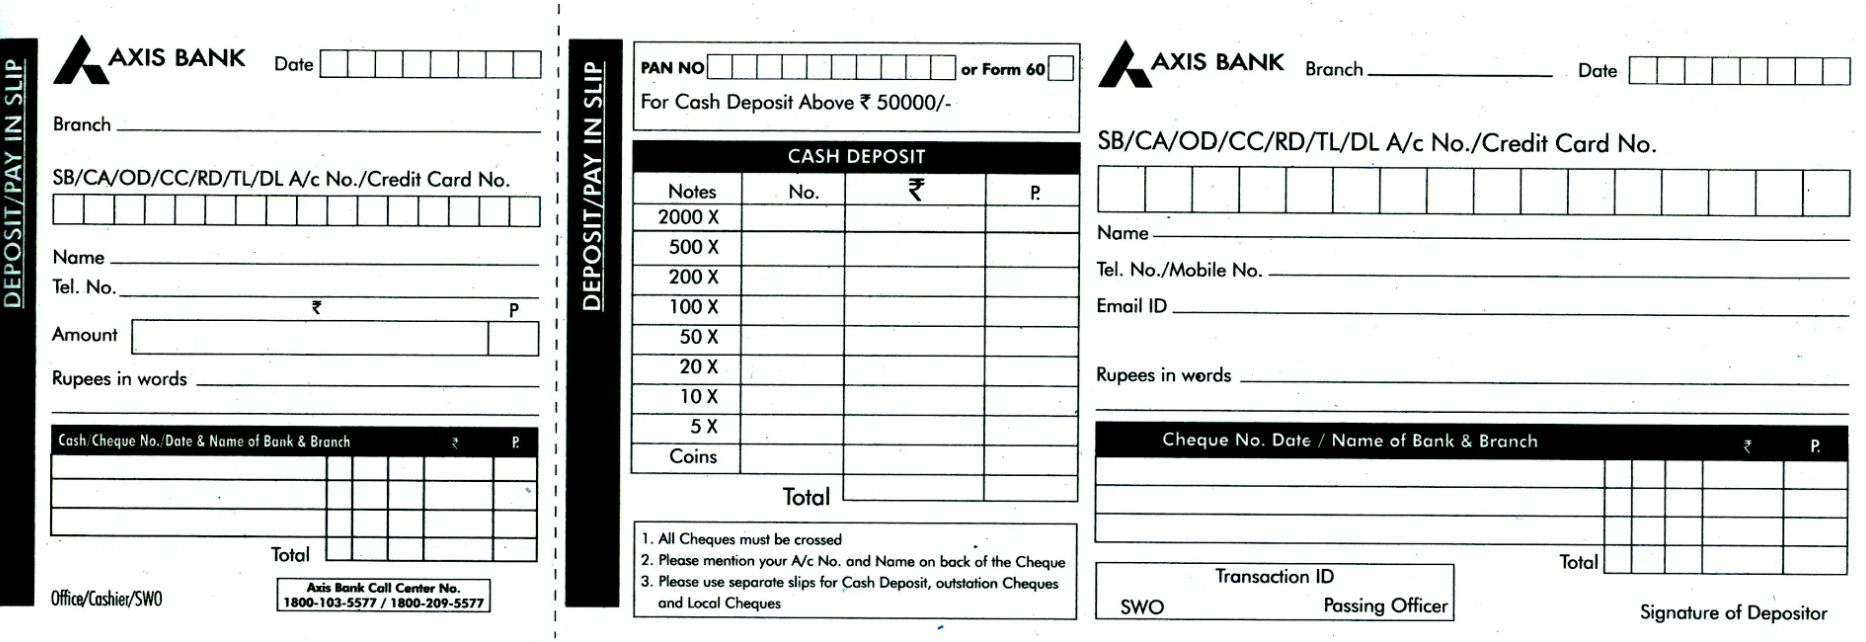 DEPOSIT/PAY IN SLIP
AXIS BANK
Date
Branch
SB/CA/OD/CC/RD/TL/DL A/c No./Credit Card No.
Name
Tel. No.
₹ P
Amount
Rupees in words
Cash/Cheque No./Date & Name of Bank & Branch ₹ P.
Total
Office/Cashier/SWO
Axis Bank Call Center No.
1800-103-5577 / 1800-209-5577
DEPOSIT/PAY IN SLIP
PAN NO or Form 60
For Cash Deposit Above ₹ 50000/-
CASH DEPOSIT
Notes No. ₹ P.
2000 X
500 X
200 X
100 X
50 X
20 X
10 X
5 X
Coins
Total
1. All Cheques must be crossed
2. Please mention your A/c No. and Name on back of the Cheque
3. Please use separate slips for Cash Deposit, outstation Cheques
and Local Cheques
AXIS BANK Branch Date
SB/CA/OD/CC/RD/TL/DL A/c No./Credit Card No.
Name
Tel. No./Mobile No.
Email ID
Rupees in words
Cheque No. Date / Name of Bank & Branch ₹ P.
Total
Transaction ID
SWO Passing Officer
Signature of Depositor